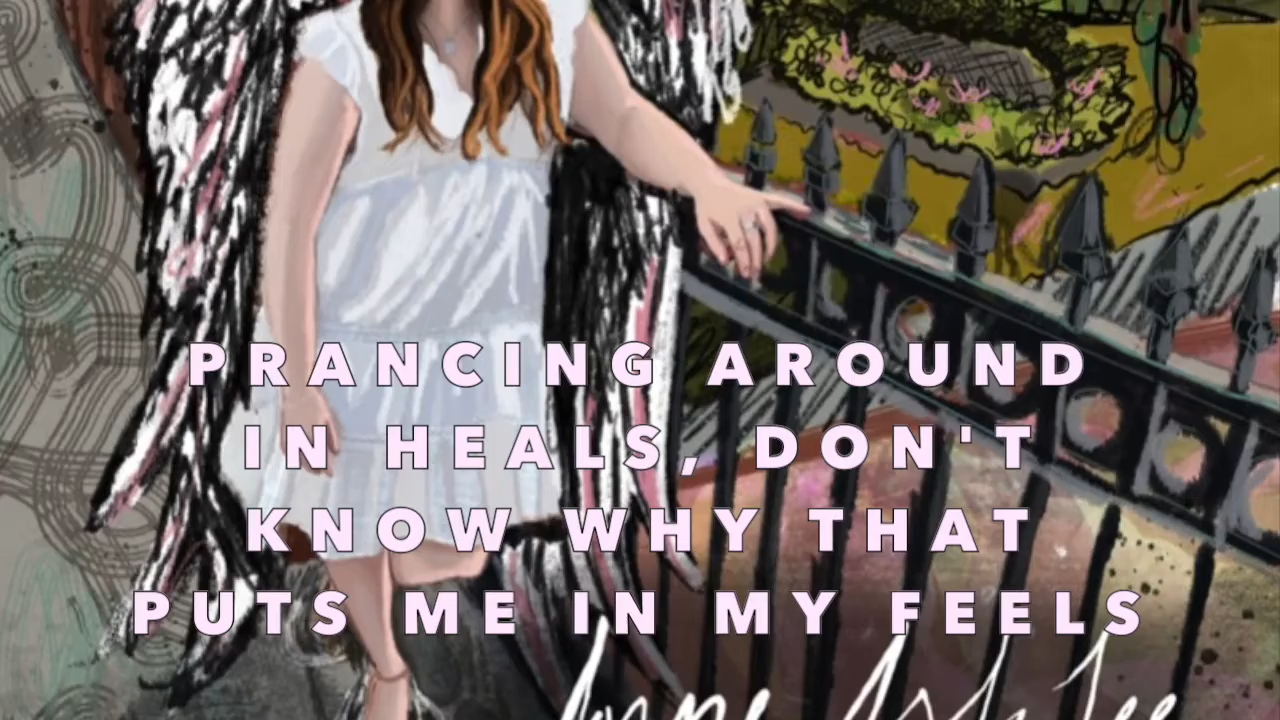 PRANCING AROUND
IN HEALS, DON'T
KNOW WHY THAT
PUTS ME IN MY FEELS